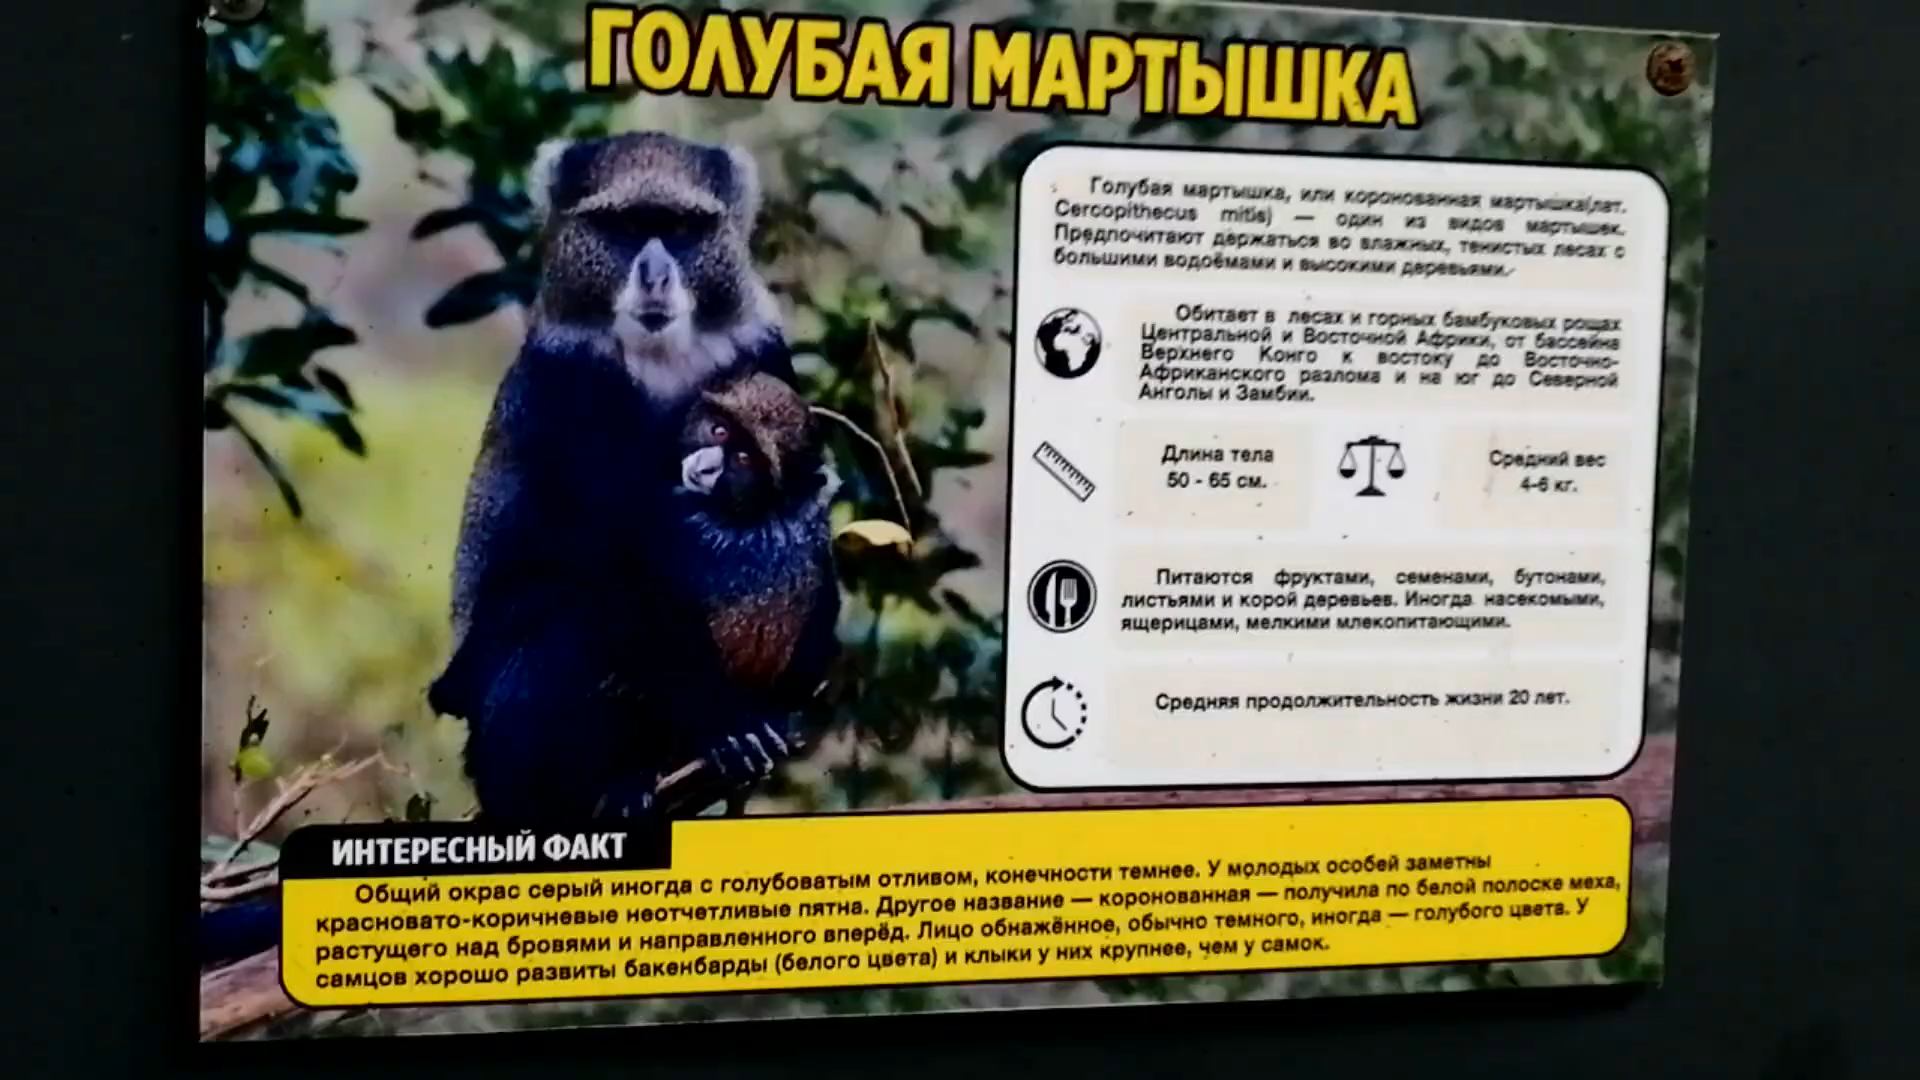 ГОЛУБАЯ МАРТЫШКА
Голубая мартышка, или коронованная мартышка(лат.
Cercopithecus mitis) — один из видов мартышек.
Предпочитают держаться во влажных, тенистых лесах с
большими водоёмами и высокими деревьями.
Обитает в лесах и горных бамбуковых рощах
Центральной и Восточной Африки, от бассейна
Верхнего Конго к востоку до Восточно-
Африканского разлома и на юг до Северной
Анголы и Замбии.
Длина тела
50 - 65 см.
Средний вес
4-6 кг.
Питаются фруктами, семенами, бутонами,
листьями и корой деревьев. Иногда насекомыми,
ящерицами, мелкими млекопитающими.
Средняя продолжительность жизни 20 лет.
ИНТЕРЕСНЫЙ ФАКТ
Общий окрас серый иногда с голубоватым отливом, конечности темнее. У молодых особей заметны
красновато-коричневые неотчетливые пятна. Другое название — коронованная — получила по белой полоске меха,
растущего над бровями и направленного вперёд. Лицо обнажённое, обычно темного, иногда — голубого цвета. У
самцов хорошо развиты бакенбарды (белого цвета) и клыки у них крупнее, чем у самок.